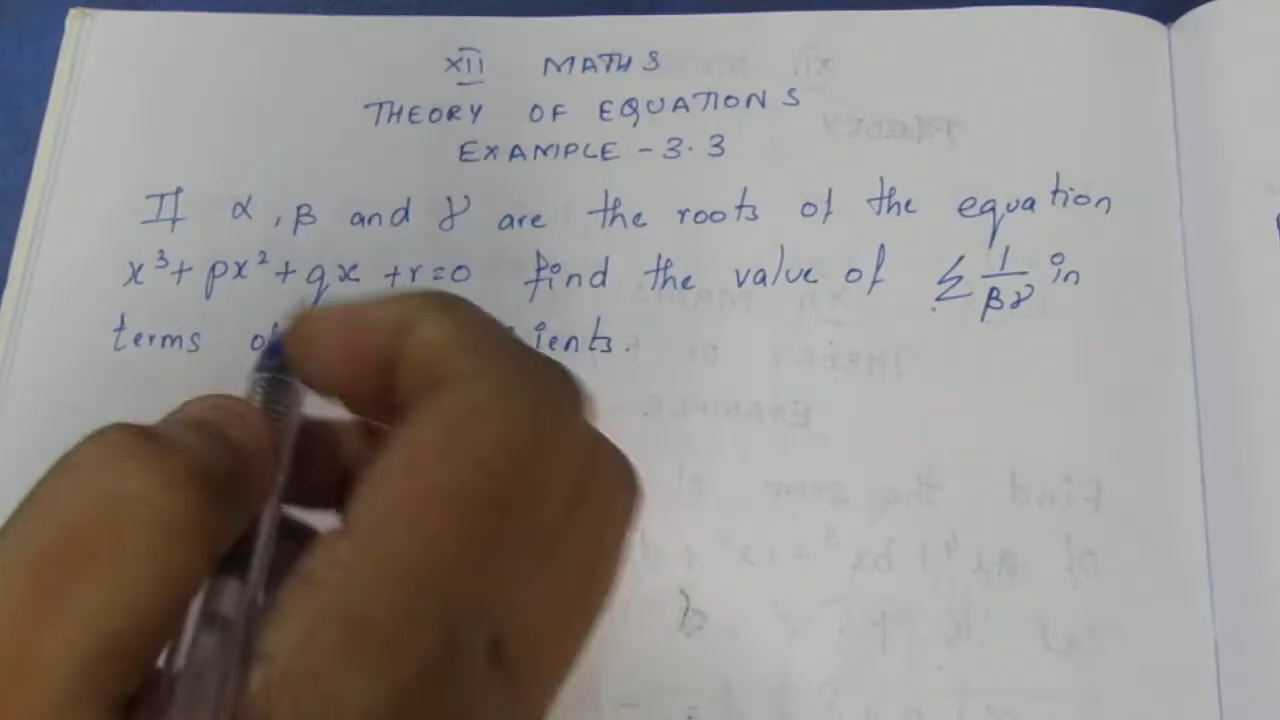 XII MATHS
THEORY OF EQUATIONS
EXAMPLE - 3.3
If α, β and γ are the roots of the equation
x³ + px² + qx + r = 0 find the value of Σ 1/βγ in
terms of ients.